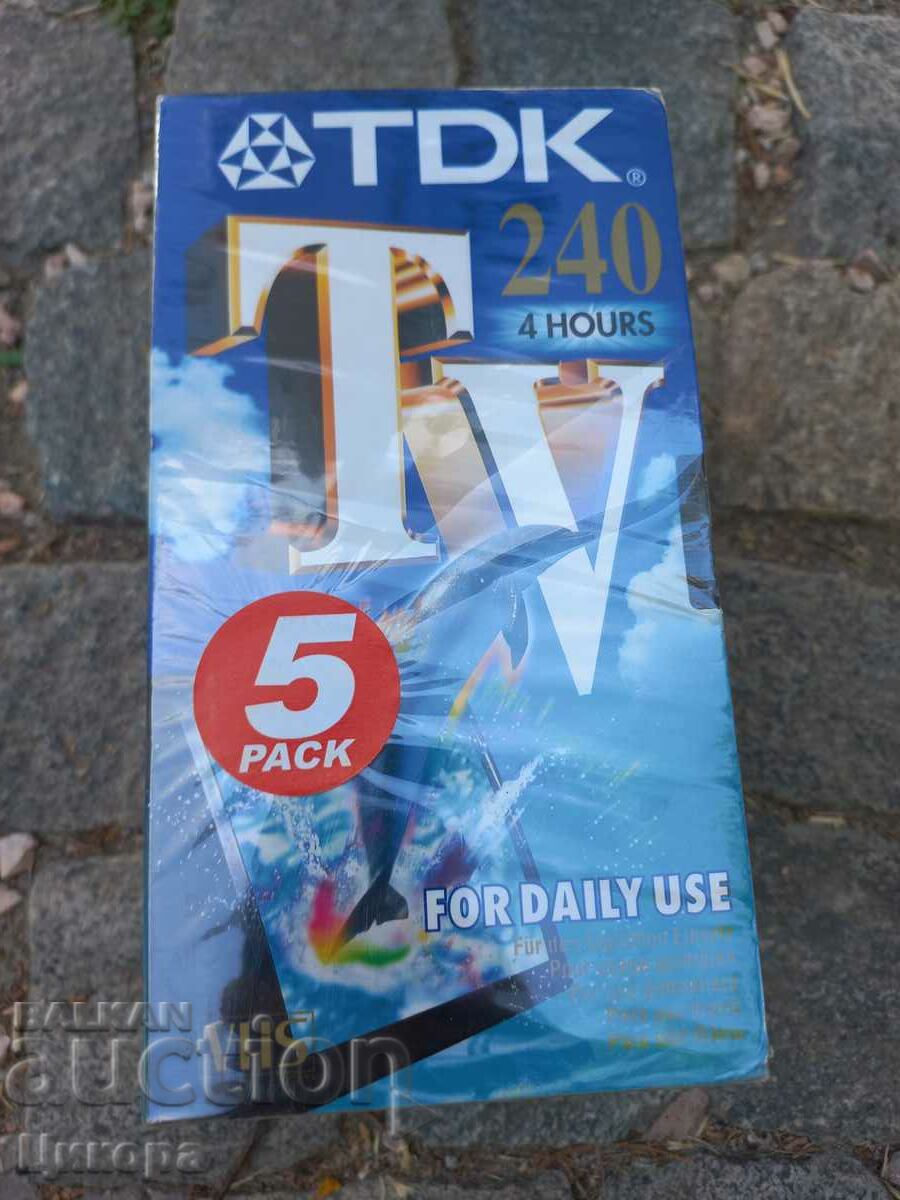 TDK®
TV
240
4 HOURS
5
PACK
FOR DAILY USE
VHS
BALKAN
auction
Цикора